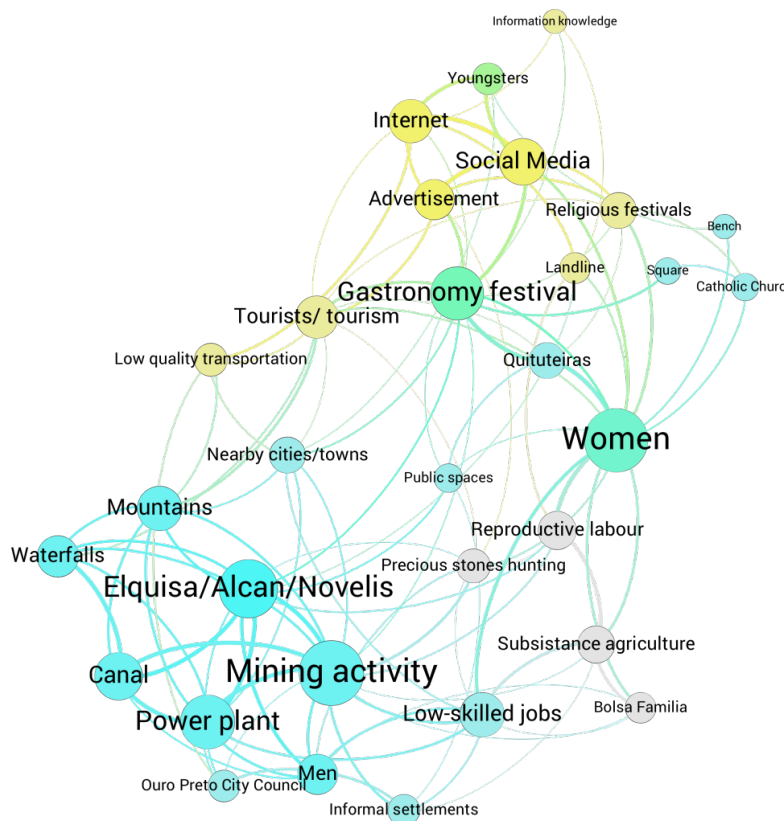 Information knowledge
Youngsters
Internet
Social Media
Advertisement
Religious festivals
Bench
Landline
Square
Catholic Churc
Gastronomy festival
Tourists/ tourism
Low quality transportation
Quituteiras
Women
Nearby cities/towns
Public spaces
Mountains
Reproductive labour
Waterfalls
Precious stones hunting
Elquisa/Alcan/Novelis
Subsistance agriculture
Canal
Mining activity
Bolsa Familia
Low-skilled jobs
Power plant
Men
Ouro Preto City Council
Informal settlements